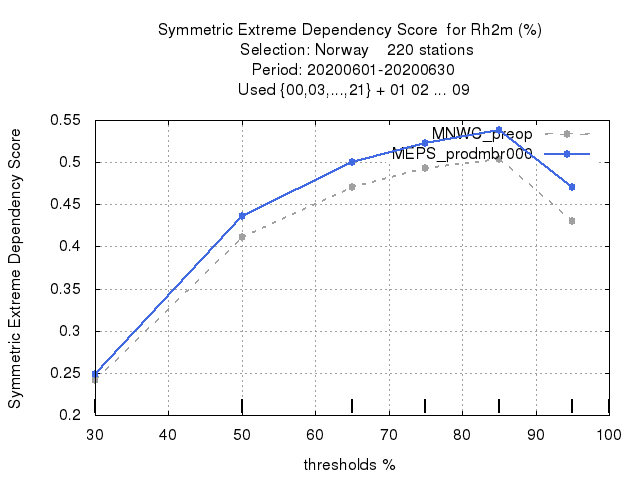 Symmetric Extreme Dependency Score for Rh2m (%)
Selection: Norway 220 stations
Period: 20200601-20200630
Used {00,03,...,21} + 01 02 ... 09
Symmetric Extreme Dependency Score
0.55
0.5
0.45
0.4
0.35
0.3
0.25
0.2
MNWC_preop
MEPS_prodmbr000
30 40 50 60 70 80 90 100
thresholds %